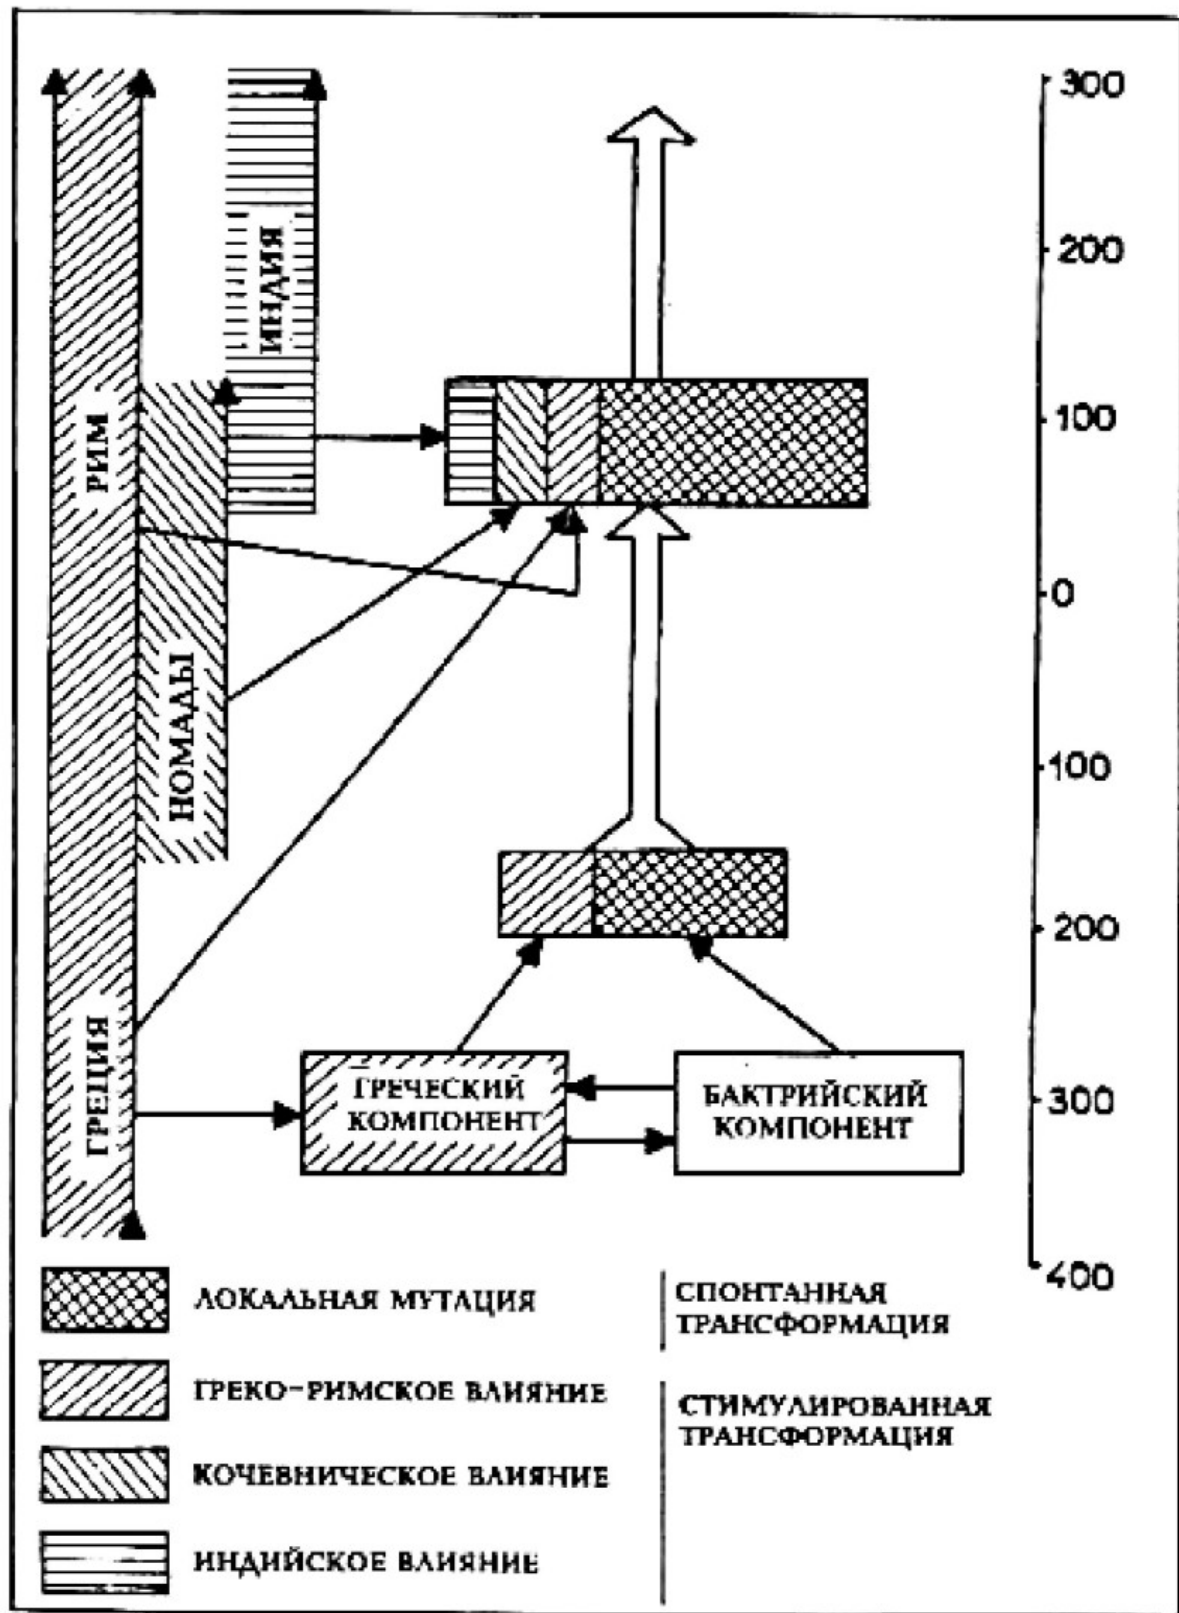 300
ИНДИЯ
200
РИМ
100
0
НОМАДЫ
100
200
ГРЕЦИЯ
ГРЕЧЕСКИЙ
КОМПОНЕНТ
БАКТРИЙСКИЙ
КОМПОНЕНТ
300
400
ЛОКАЛЬНАЯ МУТАЦИЯ
СПОНТАННАЯ
ТРАНСФОРМАЦИЯ
ГРЕКО-РИМСКОЕ ВЛИЯНИЕ
СТИМУЛИРОВАННАЯ
ТРАНСФОРМАЦИЯ
КОЧЕВНИЧЕСКОЕ ВЛИЯНИЕ
ИНДИЙСКОЕ ВЛИЯНИЕ